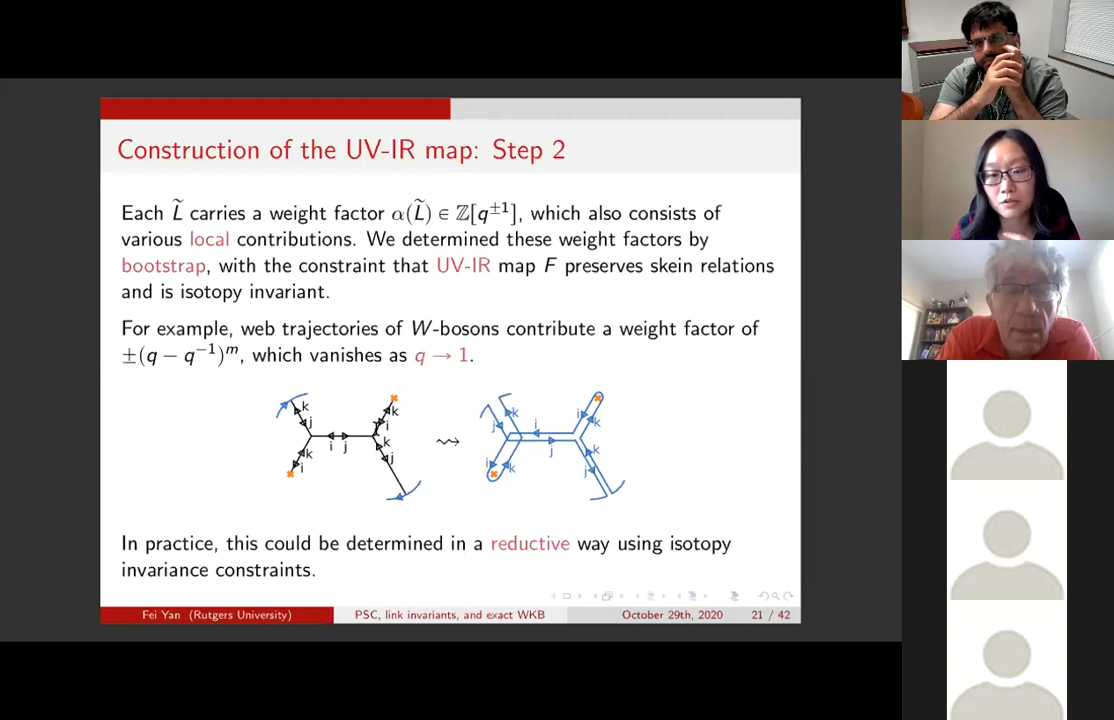 Construction of the UV-IR map: Step 2
Each L̃ carries a weight factor α(L̃) ∈ ℤ[q^{±1}], which also consists of
various local contributions. We determined these weight factors by
bootstrap, with the constraint that UV-IR map F preserves skein relations
and is isotopy invariant.
For example, web trajectories of W-bosons contribute a weight factor of
±(q − q^{−1})^m, which vanishes as q → 1.
k
j
k
i
i j
k
i
k
j
⇝
j
k
i
k
i
j
i
k
k
j
In practice, this could be determined in a reductive way using isotopy
invariance constraints.
Fei Yan (Rutgers University) PSC, link invariants, and exact WKB October 29th, 2020 21 / 42